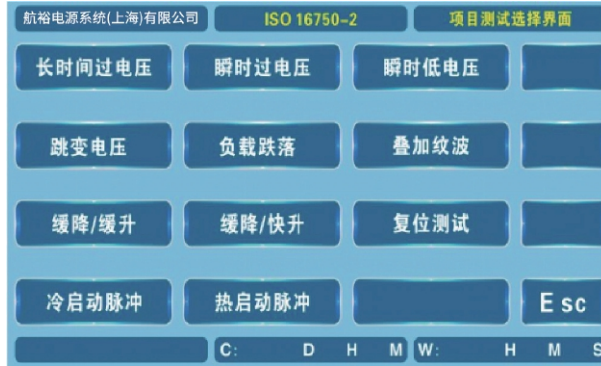 航裕电源系统(上海)有限公司 ISO 16750-2 项目测试选择界面
长时间过电压 瞬时过电压 瞬时低电压
跳变电压 负载跌落 叠加纹波
缓降/缓升 缓降/快升 复位测试
冷启动脉冲 热启动脉冲 Esc
C: D H M W: H M S